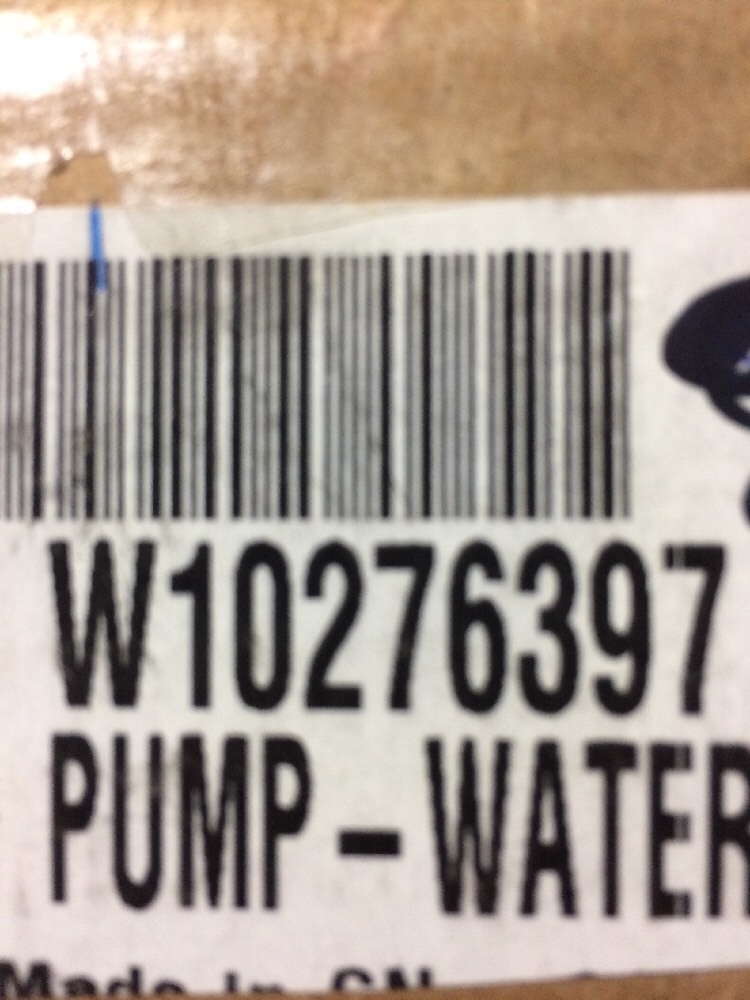 W10276397
PUMP-WATER
Made in CN